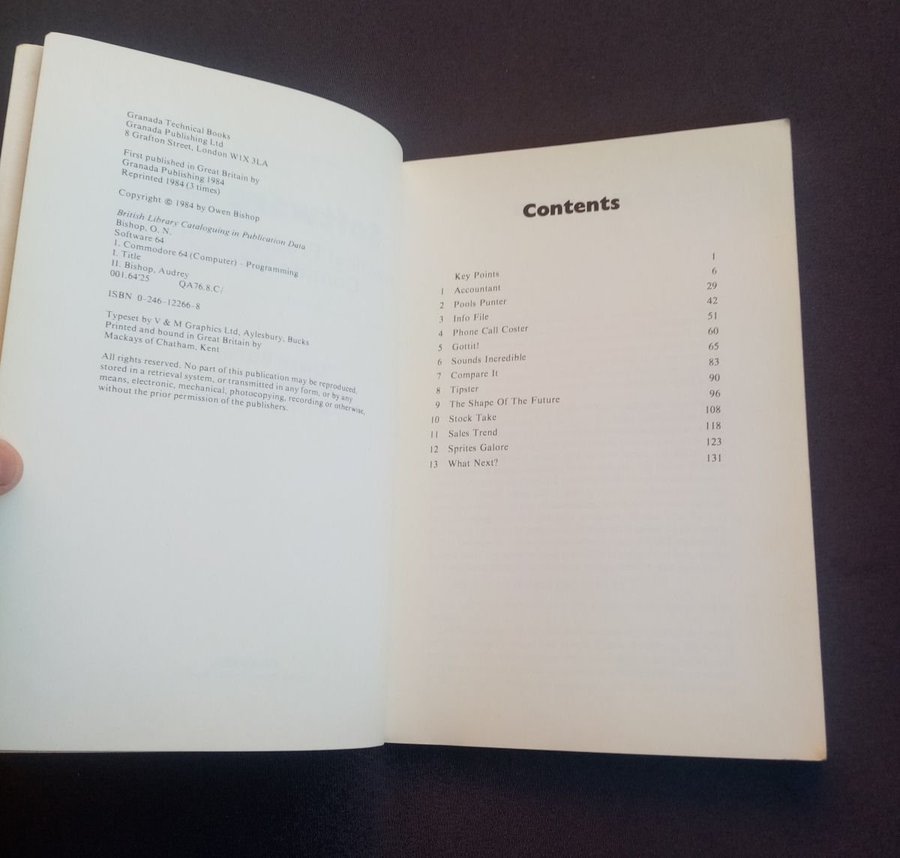 Granada Technical Books
Granada Publishing Ltd
8 Grafton Street, London W1X 3LA
First published in Great Britain by
Granada Publishing 1984
Reprinted 1984 (3 times)
Copyright © 1984 by Owen Bishop
British Library Cataloguing in Publication Data
Bishop, O. N.
Software 64
1. Commodore 64 (Computer) - Programming
I. Title
II. Bishop, Audrey
001.64'25 QA76.8.C/
ISBN 0-246-12266-8
Typeset by V & M Graphics Ltd, Aylesbury, Bucks
Printed and bound in Great Britain by
Mackays of Chatham, Kent
All rights reserved. No part of this publication may be reproduced,
stored in a retrieval system, or transmitted in any form, or by any
means, electronic, mechanical, photocopying, recording or otherwise,
without the prior permission of the publishers.
Contents
Key Points 1
1 Accountant 6
2 Pools Punter 29
3 Info File 42
4 Phone Call Coster 51
5 Gottit! 60
6 Sounds Incredible 65
7 Compare It 83
8 Tipster 90
9 The Shape Of The Future 96
10 Stock Take 108
11 Sales Trend 118
12 Sprites Galore 123
13 What Next? 131